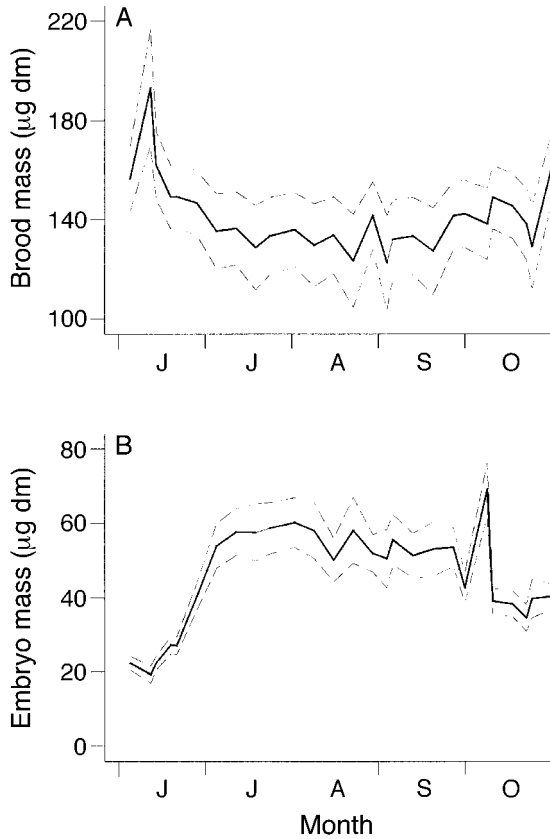 A
Brood mass (µg dm)
220
180
140
100
J J A S O
B
Embryo mass (µg dm)
80
60
40
20
0
J J A S O
Month